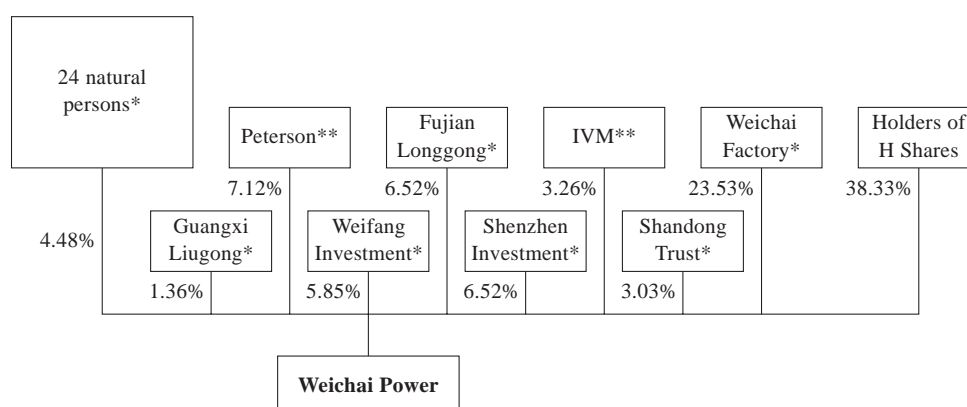 24 natural
persons*
Peterson**
Fujian
Longgong*
IVM**
Weichai
Factory*
Holders of
H Shares
7.12%
6.52%
3.26%
23.53%
38.33%
4.48%
Guangxi
Liugong*
Weifang
Investment*
Shenzhen
Investment*
Shandong
Trust*
1.36%
5.85%
6.52%
3.03%
Weichai Power